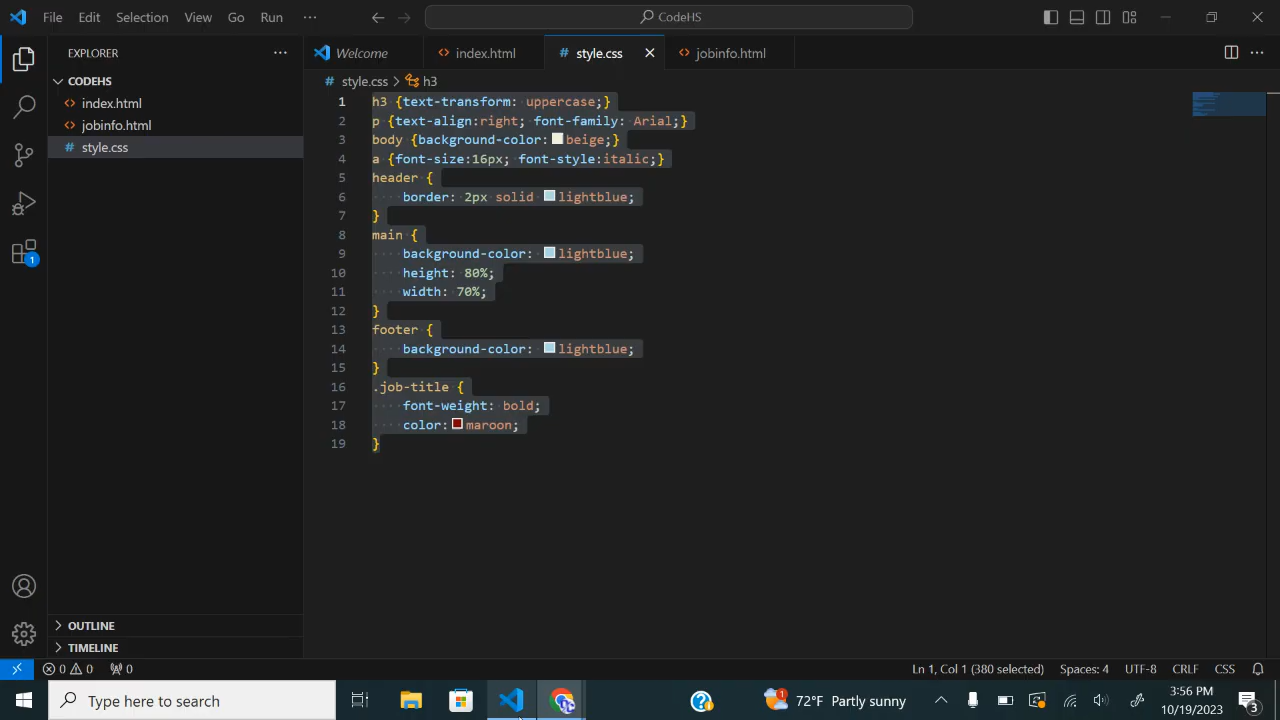 File Edit Selection View Go Run ··· CodeHS
EXPLORER ···
Welcome index.html style.css jobinfo.html ···
CODEHS
index.html
jobinfo.html
style.css
style.css > h3
1 h3 {text-transform: uppercase;}
2 p {text-align:right; font-family: Arial;}
3 body {background-color: beige;}
4 a {font-size:16px; font-style:italic;}
5 header {
6 border: 2px solid lightblue;
7 }
8 main {
9 background-color: lightblue;
10 height: 80%;
11 width: 70%;
12 }
13 footer {
14 background-color: lightblue;
15 }
16 .job-title {
17 font-weight: bold;
18 color: maroon;
19 }
1
OUTLINE
TIMELINE
0 0 0 Ln 1, Col 1 (380 selected) Spaces: 4 UTF-8 CRLF CSS
Type here to search 1 72°F Partly sunny 3:56 PM
10/19/2023 3